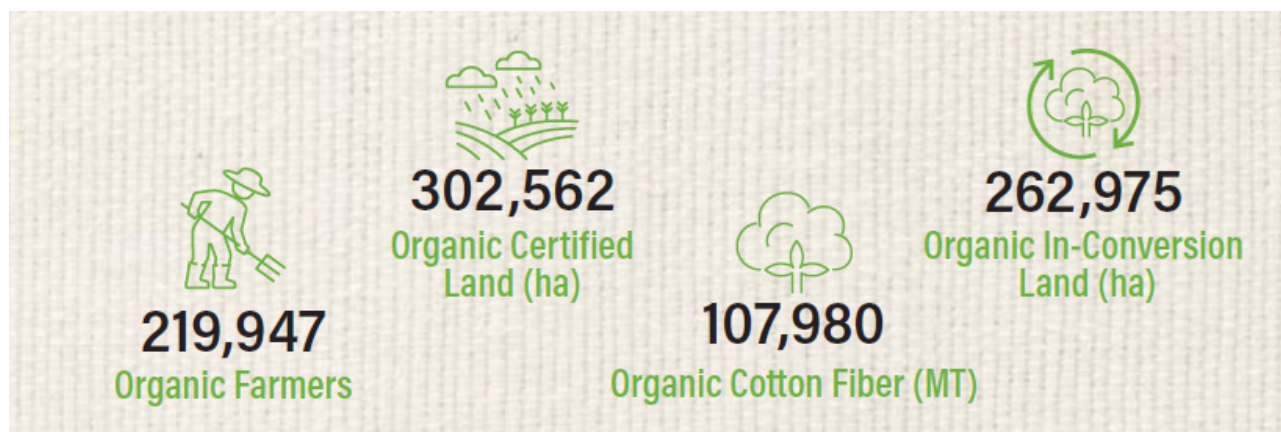 219,947
Organic Farmers
302,562
Organic Certified
Land (ha)
107,980
Organic Cotton Fiber (MT)
262,975
Organic In-Conversion
Land (ha)